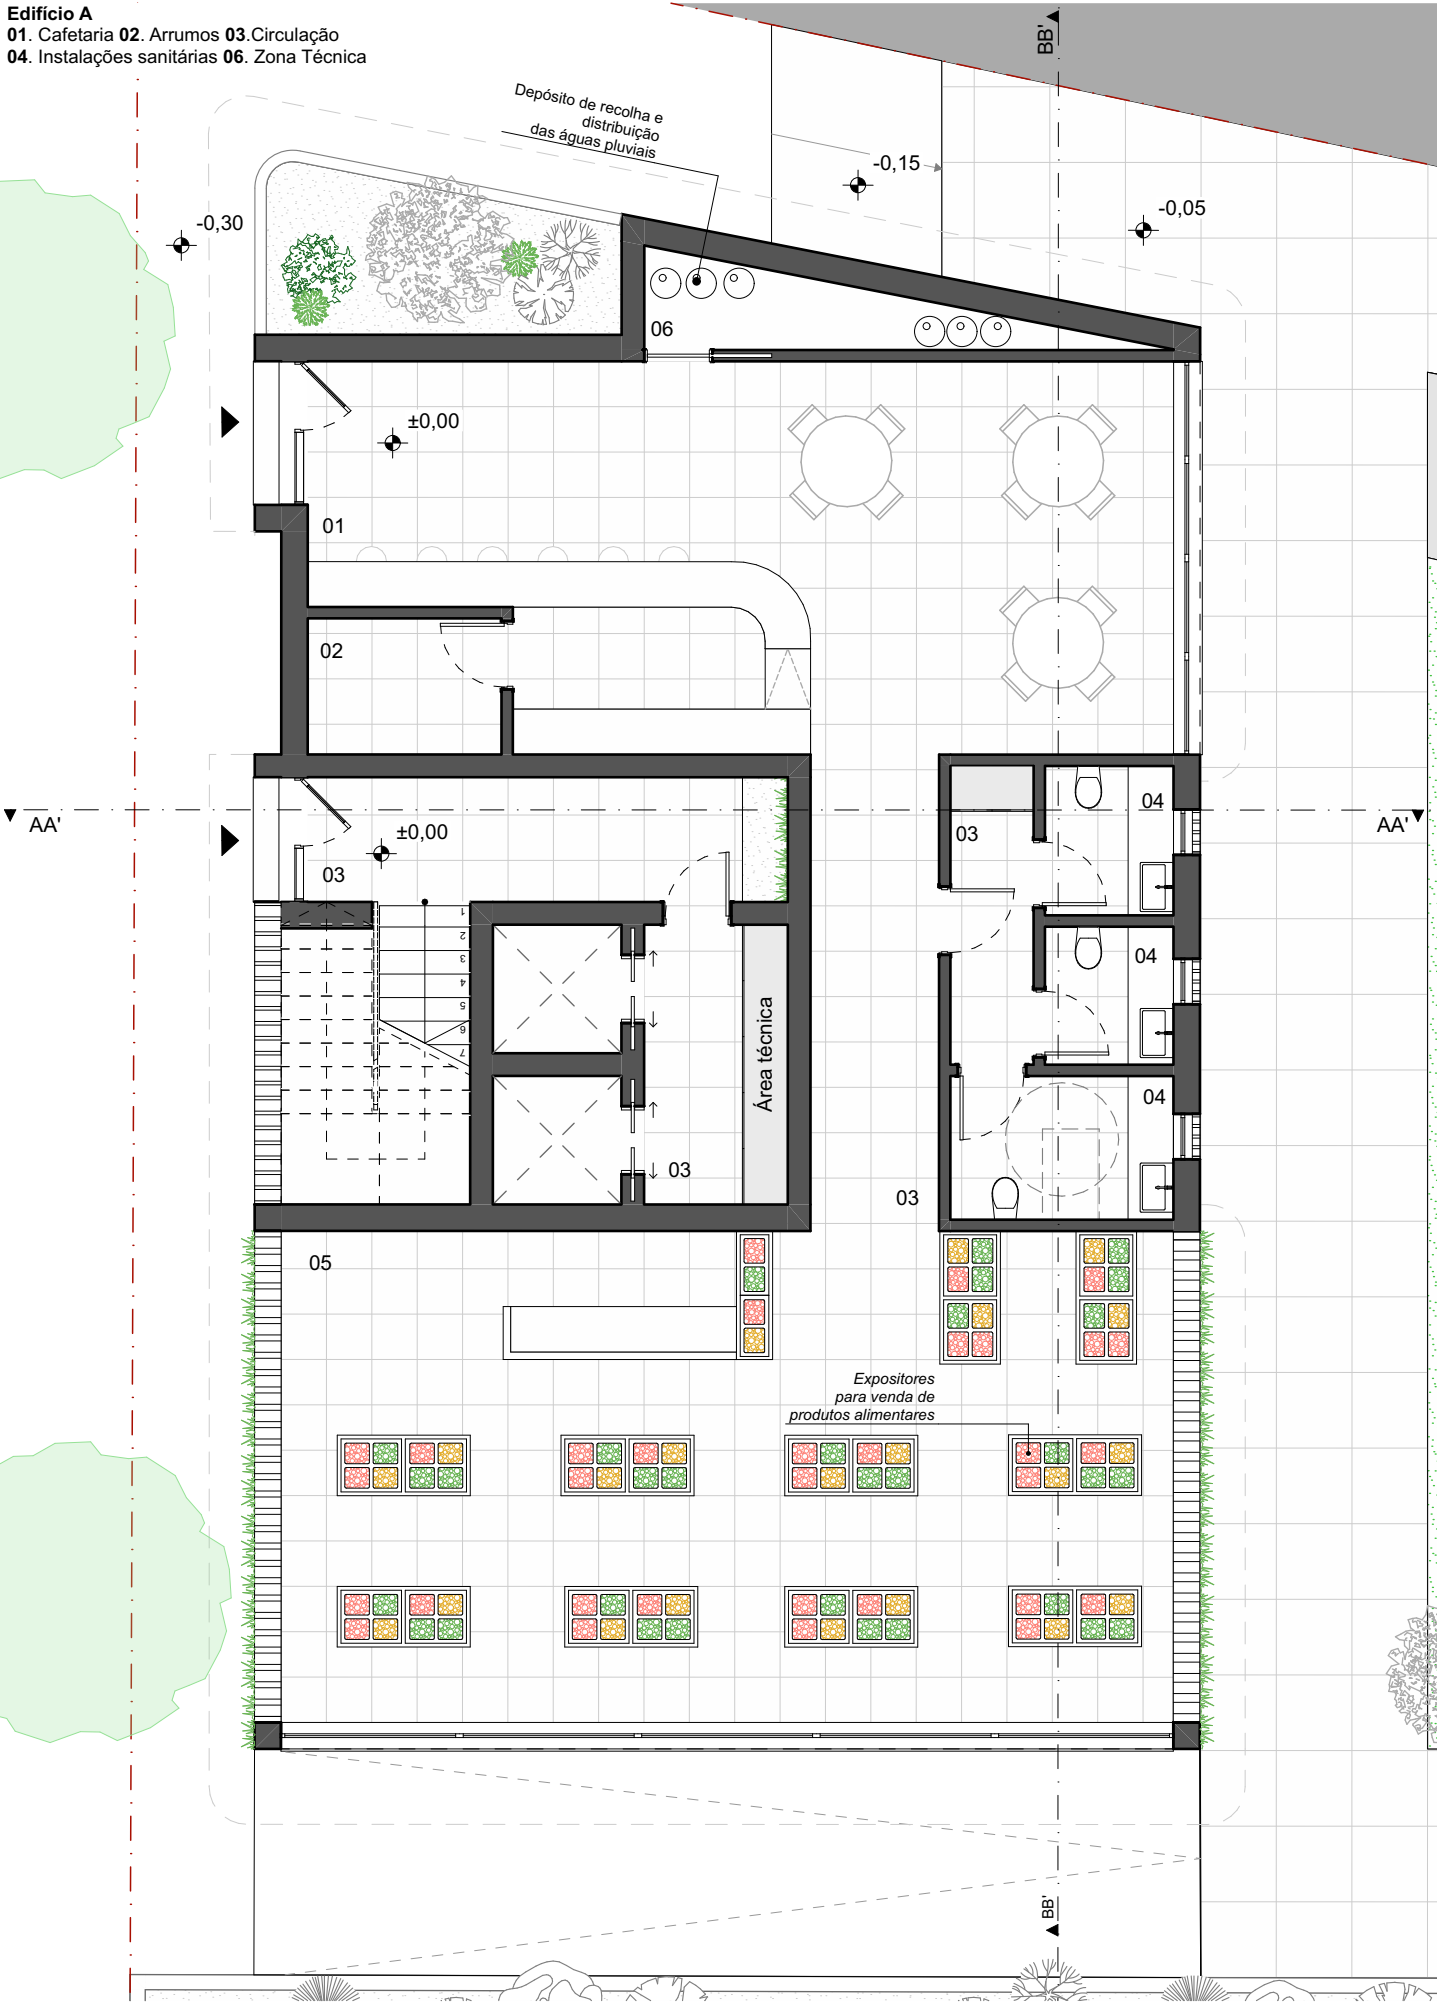 Edifício A
01. Cafetaria 02. Arrumos 03.Circulação
04. Instalações sanitárias 06. Zona Técnica
BB'
Depósito de recolha e
distribuição
das águas pluviais
-0,15
-0,05
-0,30
06
±0,00
01
02
AA'
±0,00
03
03
04
AA'
1
2
3
4
5
6
7
04
Área técnica
04
03
03
05
Expositores
para venda de
produtos alimentares
BB'